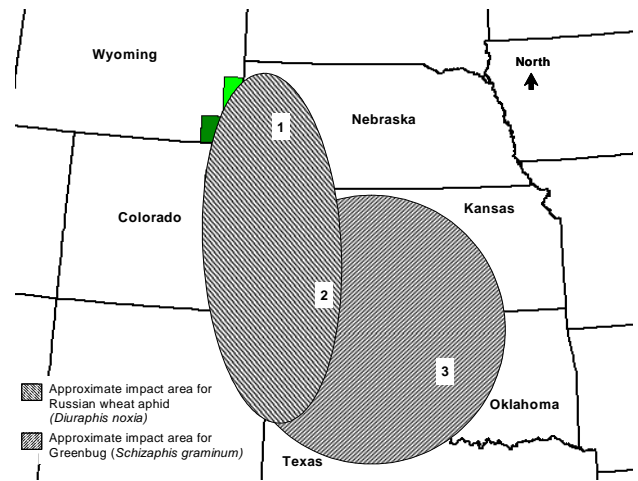 Wyoming
North
1
Nebraska
Colorado
Kansas
2
3
Approximate impact area for
Russian wheat aphid
(Diuraphis noxia)
Approximate impact area for
Greenbug (Schizaphis graminum)
Oklahoma
Texas